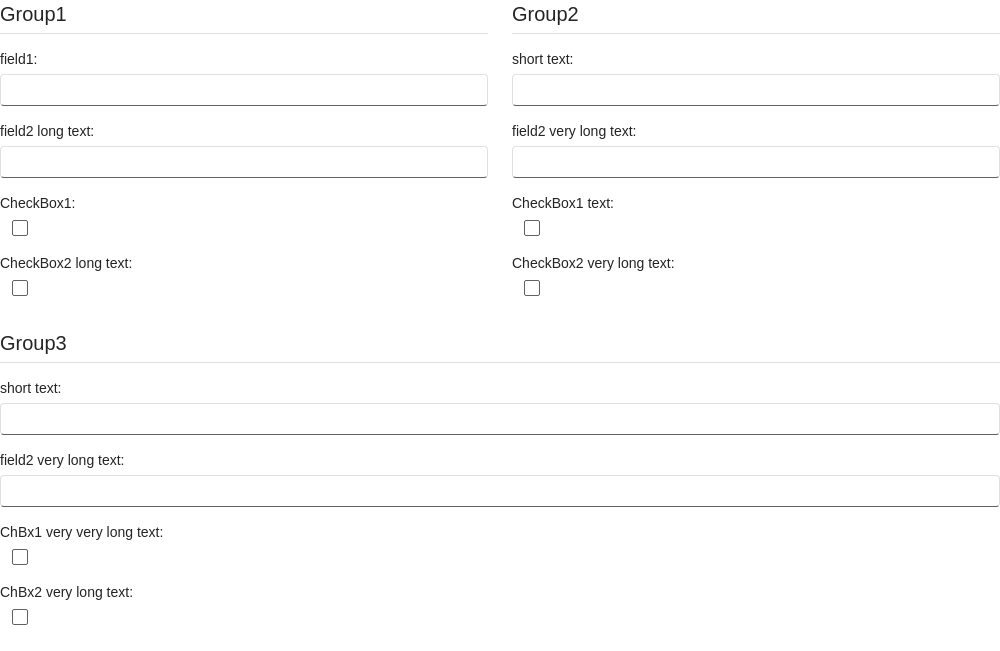 Group1
field1:
field2 long text:
CheckBox1:
CheckBox2 long text:
Group2
short text:
field2 very long text:
CheckBox1 text:
CheckBox2 very long text:
Group3
short text:
field2 very long text:
ChBx1 very very long text:
ChBx2 very long text: